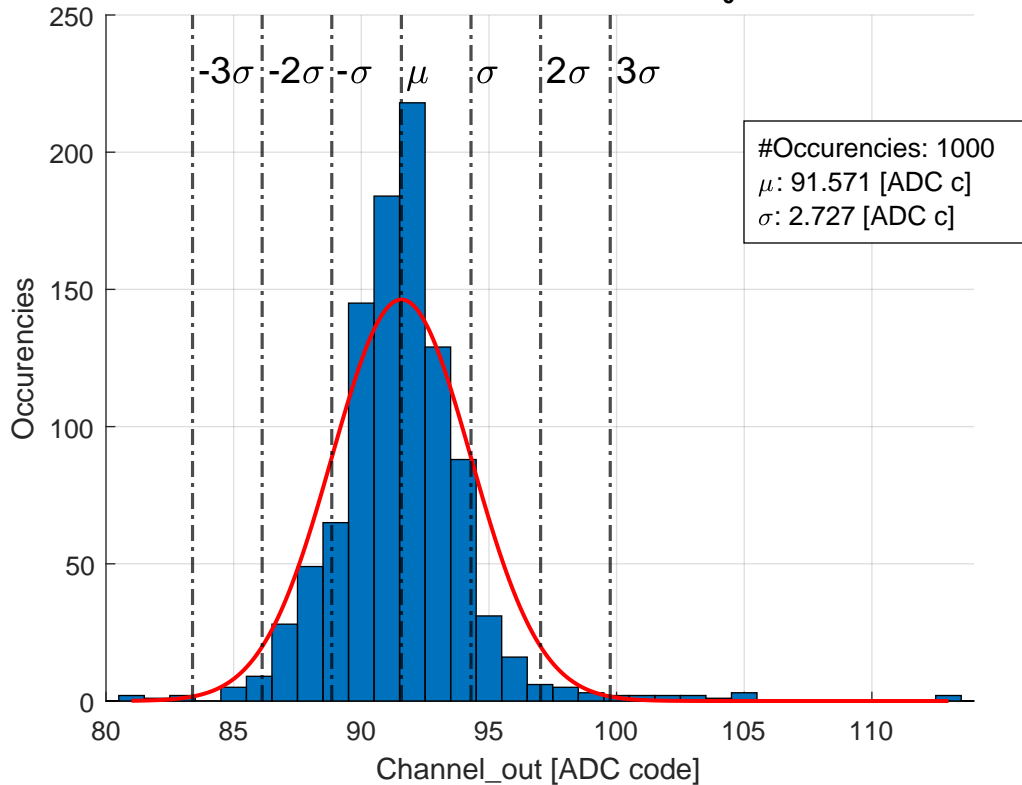 250
200
150
100
50
0
-3σ -2σ -σ μ σ 2σ 3σ
#Occurencies: 1000
μ: 91.571 [ADC c]
σ: 2.727 [ADC c]
Occurencies
80 85 90 95 100 105 110
Channel_out [ADC code]